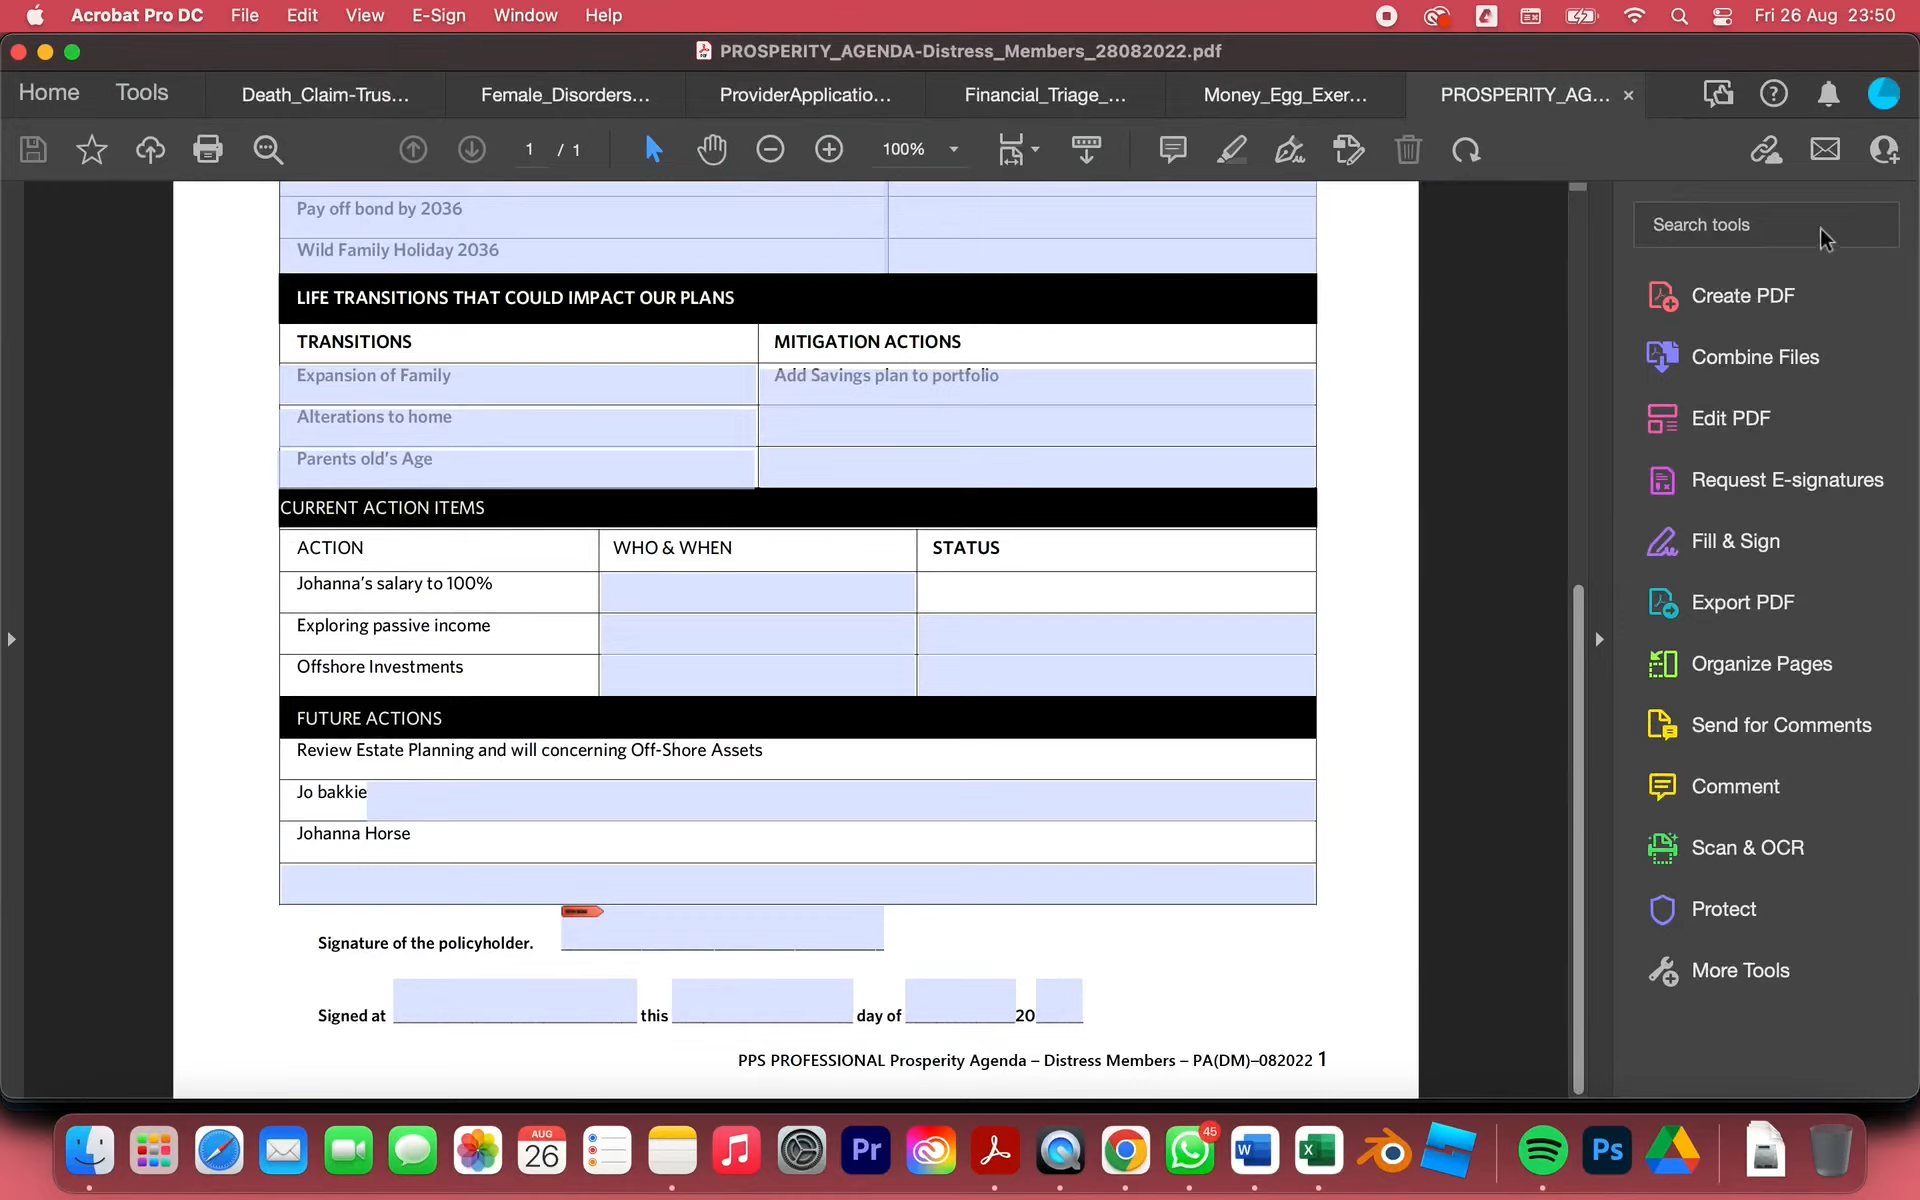 Acrobat Pro DC File Edit View E-Sign Window Help Fri 26 Aug 23:50
PROSPERITY_AGENDA-Distress_Members_28082022.pdf
Home Tools Death_Claim-Trus... Female_Disorders... ProviderApplicatio... Financial_Triage_... Money_Egg_Exer... PROSPERITY_AG... ×
1 / 1 100%
Pay off bond by 2036
Wild Family Holiday 2036
LIFE TRANSITIONS THAT COULD IMPACT OUR PLANS
TRANSITIONS MITIGATION ACTIONS
Expansion of Family Add Savings plan to portfolio
Alterations to home
Parents old's Age
CURRENT ACTION ITEMS
ACTION WHO & WHEN STATUS
Johanna's salary to 100%
Exploring passive income
Offshore Investments
FUTURE ACTIONS
Review Estate Planning and will concerning Off-Shore Assets
Jo bakkie
Johanna Horse
Signature of the policyholder.
Signed at this day of 20
PPS PROFESSIONAL Prosperity Agenda – Distress Members – PA(DM)–082022 1
Search tools
Create PDF
Combine Files
Edit PDF
Request E-signatures
Fill & Sign
Export PDF
Organize Pages
Send for Comments
Comment
Scan & OCR
Protect
More Tools
AUG
26
Pr
45
W
X
Ps